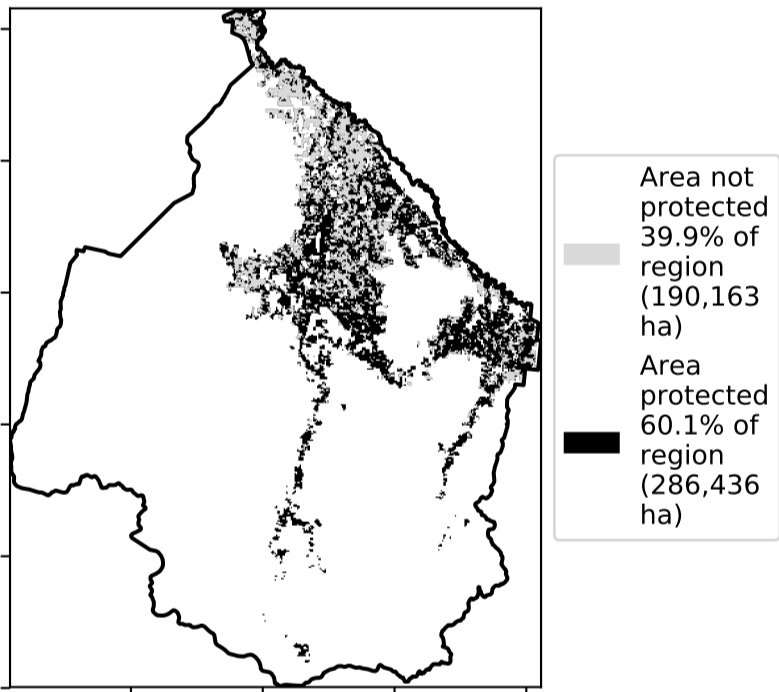 Area not
protected
39.9% of
region
(190,163
ha)
Area
protected
60.1% of
region
(286,436
ha)